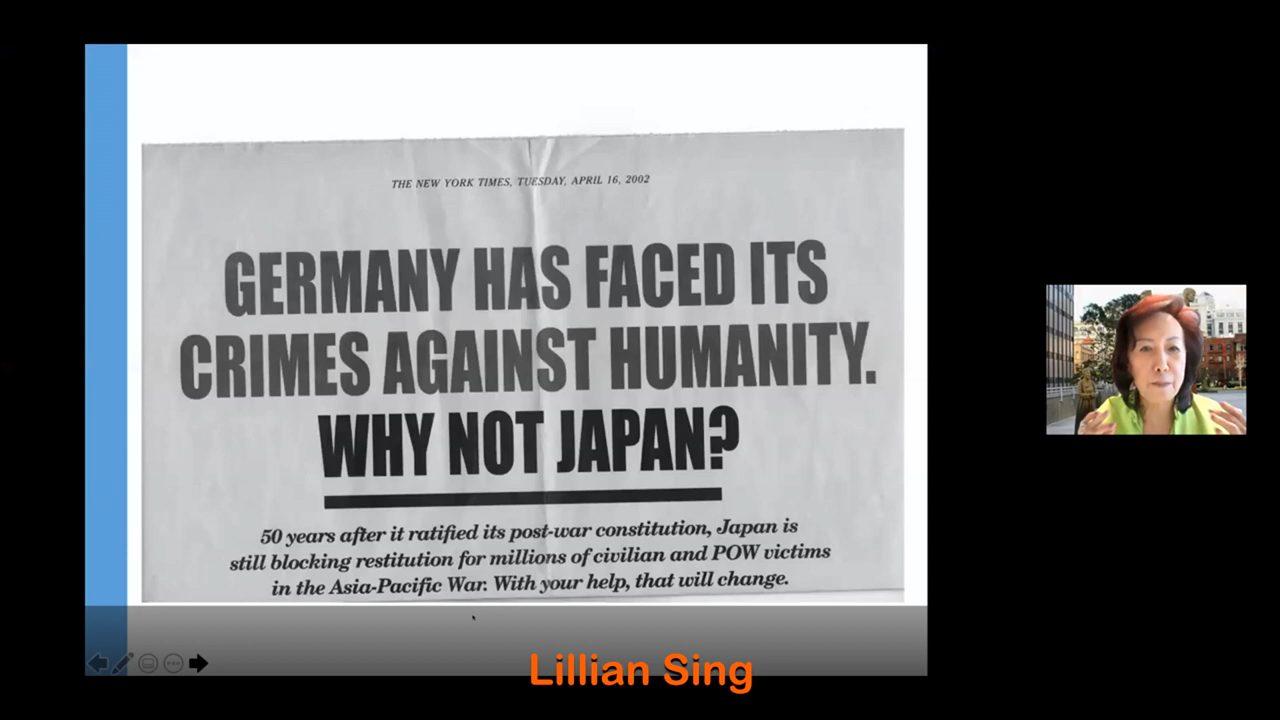 THE NEW YORK TIMES, TUESDAY, APRIL 16, 2002
GERMANY HAS FACED ITS
CRIMES AGAINST HUMANITY.
WHY NOT JAPAN?
50 years after it ratified its post-war constitution, Japan is
still blocking restitution for millions of civilian and POW victims
in the Asia-Pacific War. With your help, that will change.
Lillian Sing